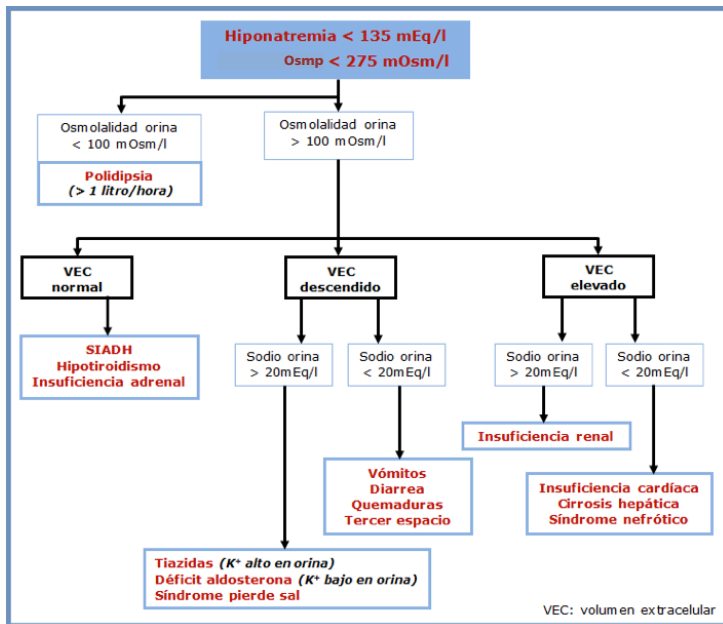 Hiponatremia < 135 mEq/l
Osmp < 275 mOsm/l
Osmolalidad orina
< 100 mOsm/l
Polidipsia
(> 1 litro/hora)
Osmolalidad orina
> 100 mOsm/l
VEC
normal
SIADH
Hipotiroidismo
Insuficiencia adrenal
VEC
descendido
Sodio orina
> 20mEq/l
Tiazidas (K+ alto en orina)
Déficit aldosterona (K+ bajo en orina)
Síndrome pierde sal
Sodio orina
< 20mEq/l
Vómitos
Diarrea
Quemaduras
Tercer espacio
VEC
elevado
Sodio orina
> 20mEq/l
Insuficiencia renal
Sodio orina
< 20mEq/l
Insuficiencia cardíaca
Cirrosis hepática
Síndrome nefrótico
VEC: volumen extracelular